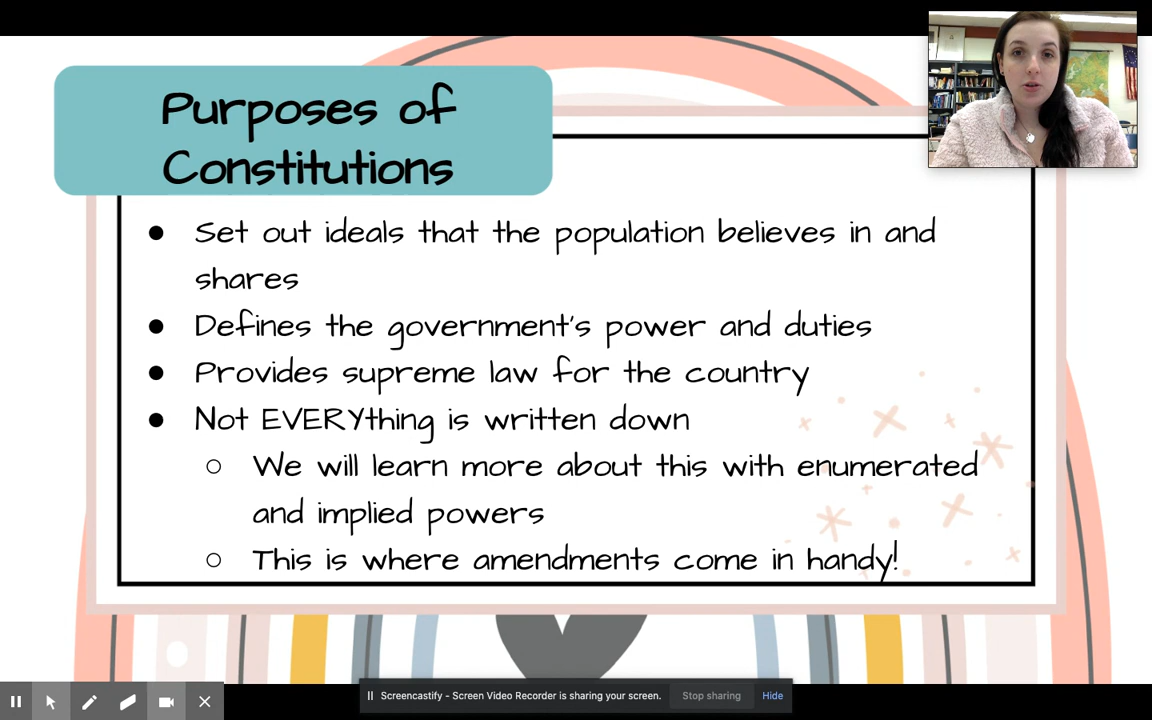 Purposes of
Constitutions
● Set out ideals that the population believes in and
shares
● Defines the government's power and duties
● Provides supreme law for the country
● Not EVERYthing is written down
○ We will learn more about this with enumerated
and implied powers
○ This is where amendments come in handy!
Screencastify - Screen Video Recorder is sharing your screen. Stop sharing Hide